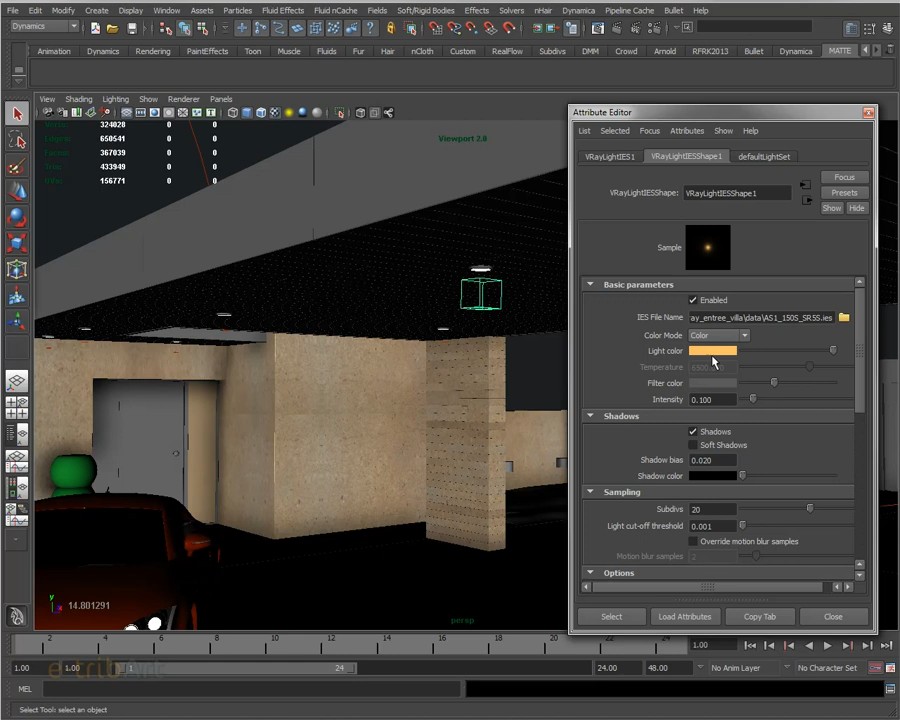 File Edit Modify Create Display Window Assets Particles Fluid Effects Fluid nCache Fields Soft/Rigid Bodies Effects Solvers nHair Dynamica Pipeline Cache Bullet Help
Dynamics
Animation Dynamics Rendering PaintEffects Toon Muscle Fluids Fur Hair nCloth Custom RealFlow Subdivs DMM Crowd Arnold RFRK2013 Bullet Dynamica MATTE
View Shading Lighting Show Renderer Panels
324028 0 0
650541 0 0
367039 0 0
433949 0 0
156771 0 0
Viewport 2.0
14.801291
persp
Attribute Editor
List Selected Focus Attributes Show Help
VRayLightIES1 VRayLightIESShape1 defaultLightSet
VRayLightIESShape: VRayLightIESShape1
Focus
Presets
Show Hide
Sample
Basic parameters
Enabled
IES File Name ay_entree_villa\data\AS1_150S_SR5S.ies
Color Mode Color
Light color
Temperature 6500
Filter color
Intensity 0.100
Shadows
Shadows
Soft Shadows
Shadow bias 0.020
Shadow color
Sampling
Subdivs 20
Light cut-off threshold 0.001
Override motion blur samples
Motion blur samples 2
Options
Select Load Attributes Copy Tab Close
2 4 6 8 10 12 14 16 18 20 22 24 1.00
1.00 1.00 1 24 24.00 48.00 No Anim Layer No Character Set
MEL
Select Tool: select an object